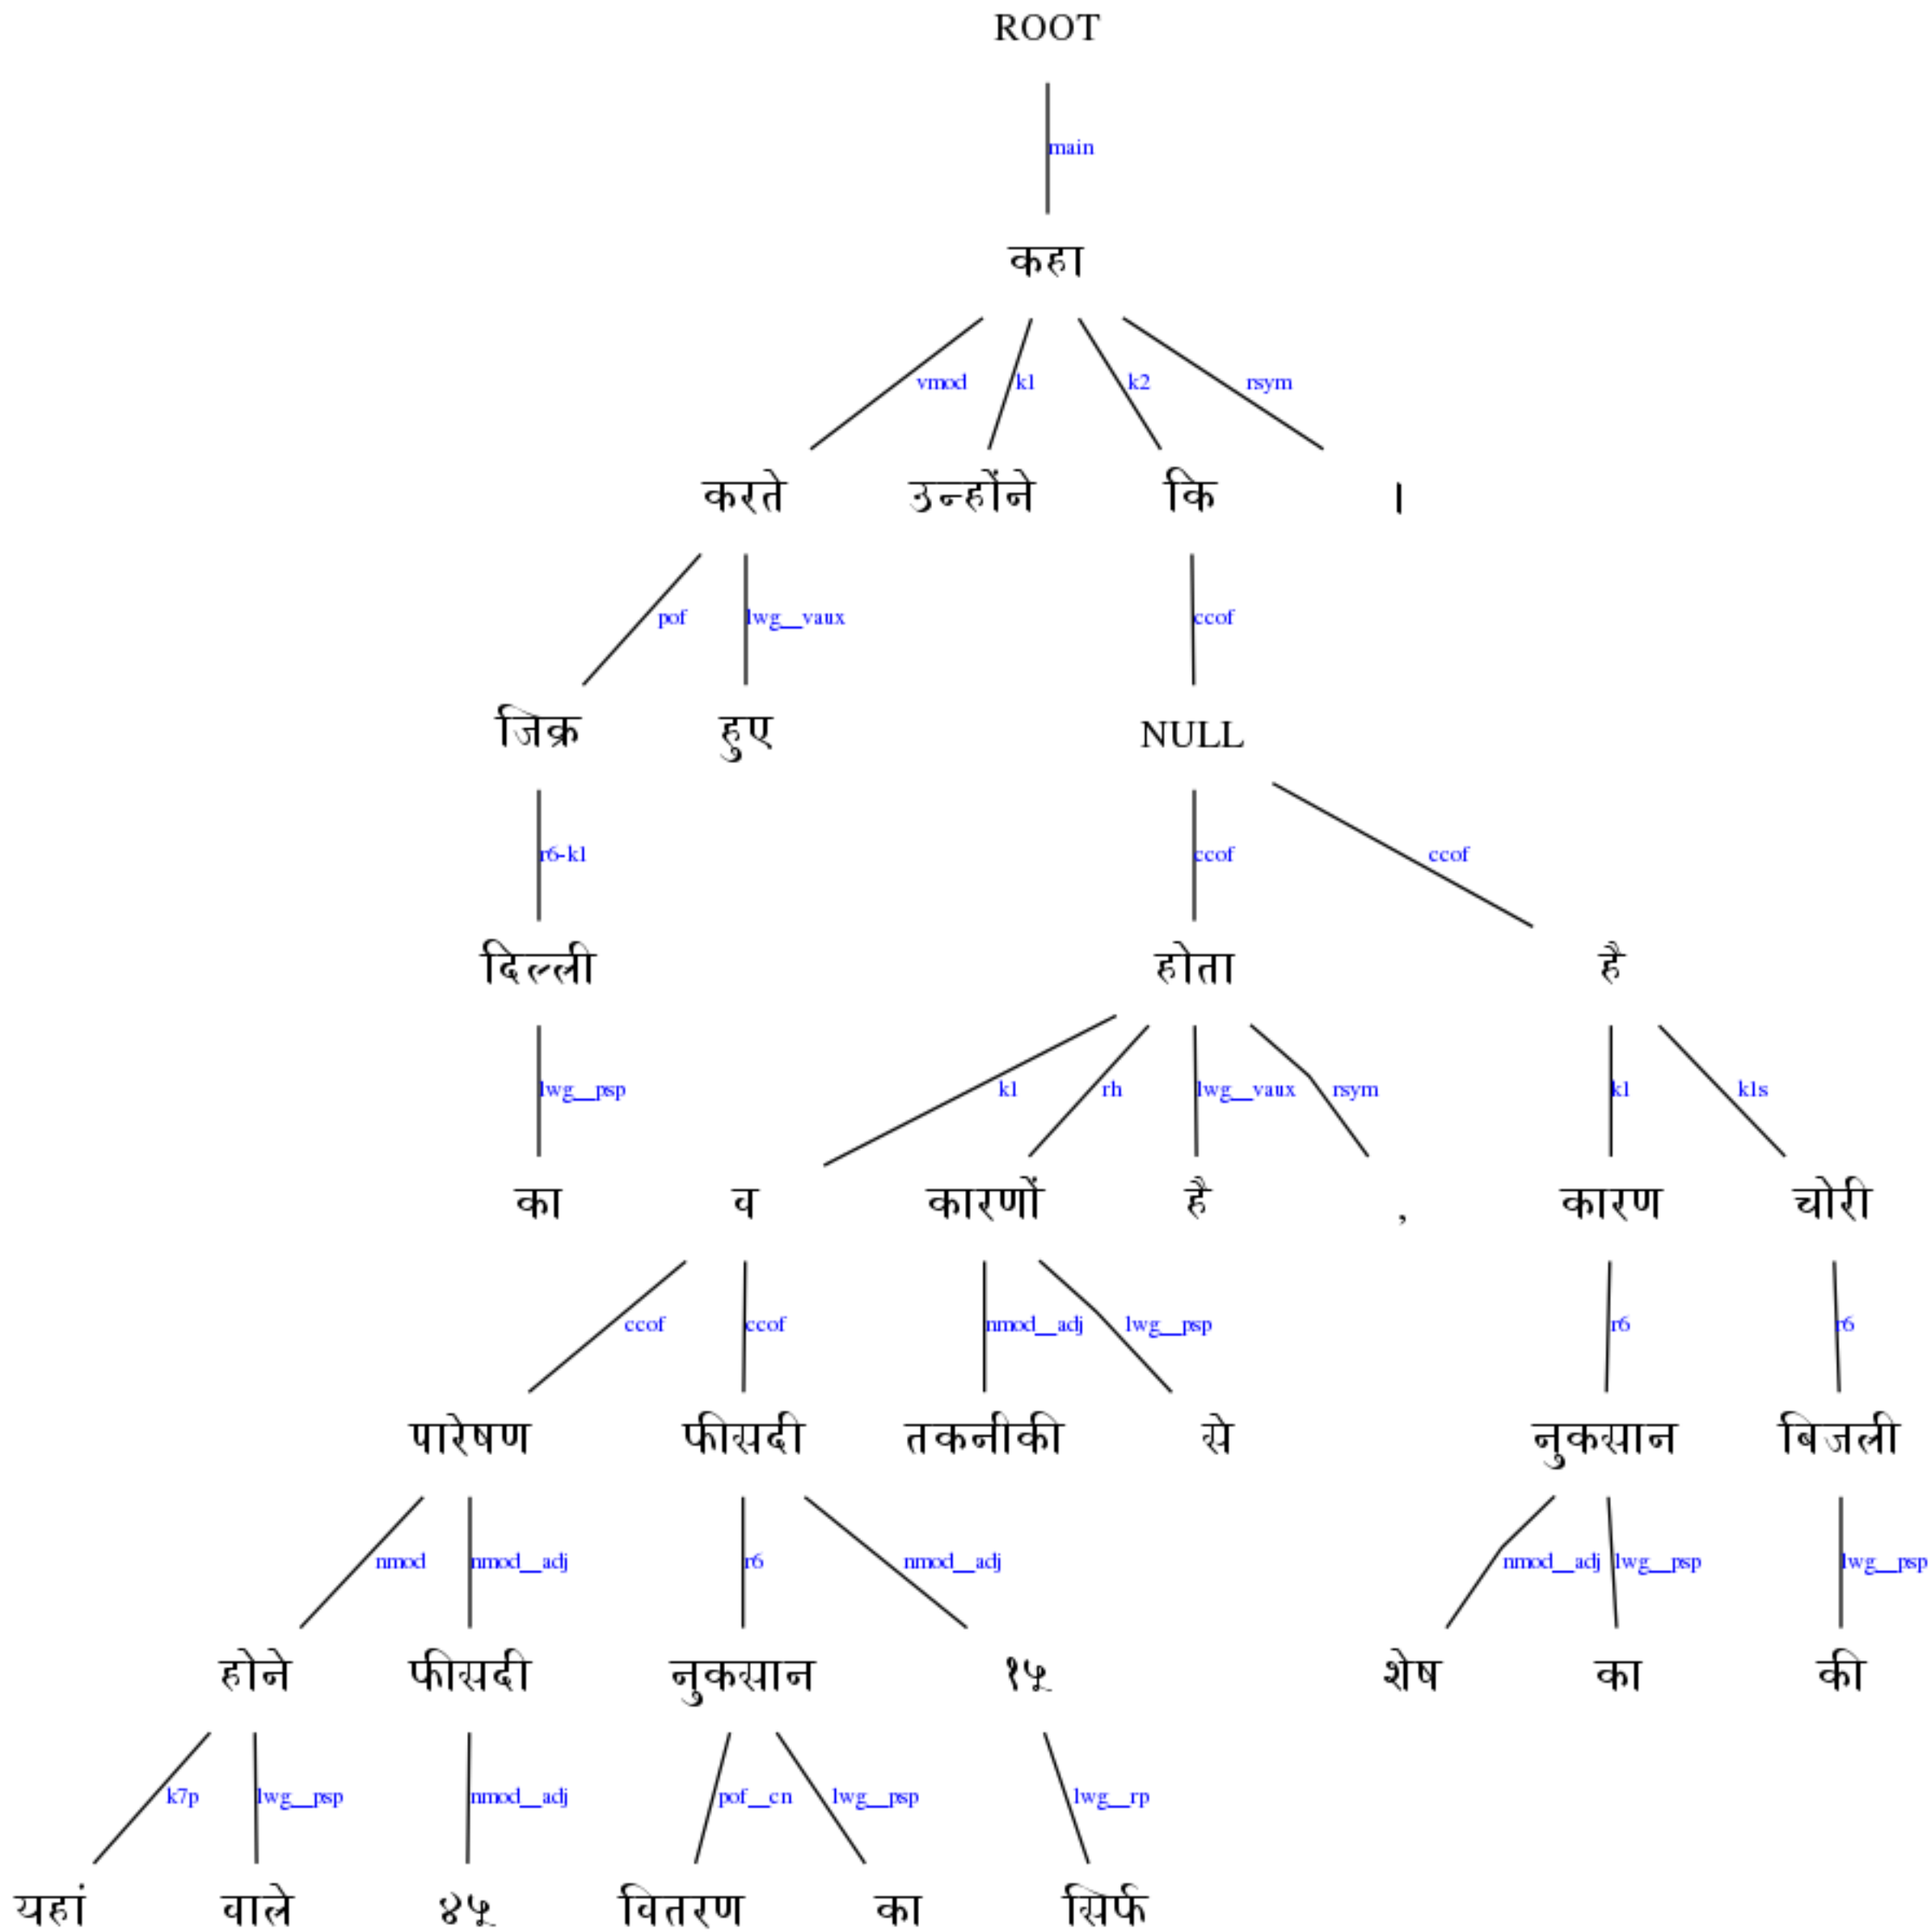 ROOT
main
कहा
vmod k1 k2 rsym
करते उन्होंने कि ।
pof lwg__vaux ccof
जिक्र हुए NULL
r6-k1 ccof ccof
दिल्ली होता है
lwg__psp k1 rh lwg__vaux rsym k1 k1s
का व कारणों है , कारण चोरी
ccof ccof nmod__adj lwg__psp r6 r6
पारेषण फीसदी तकनीकी से नुकसान बिजली
nmod nmod__adj r6 nmod__adj nmod__adj lwg__psp lwg__psp
होने फीसदी नुकसान १५ शेष का की
k7p lwg__psp nmod__adj pof__cn lwg__psp lwg__rp
यहां वाले ४५ वितरण का सिर्फ